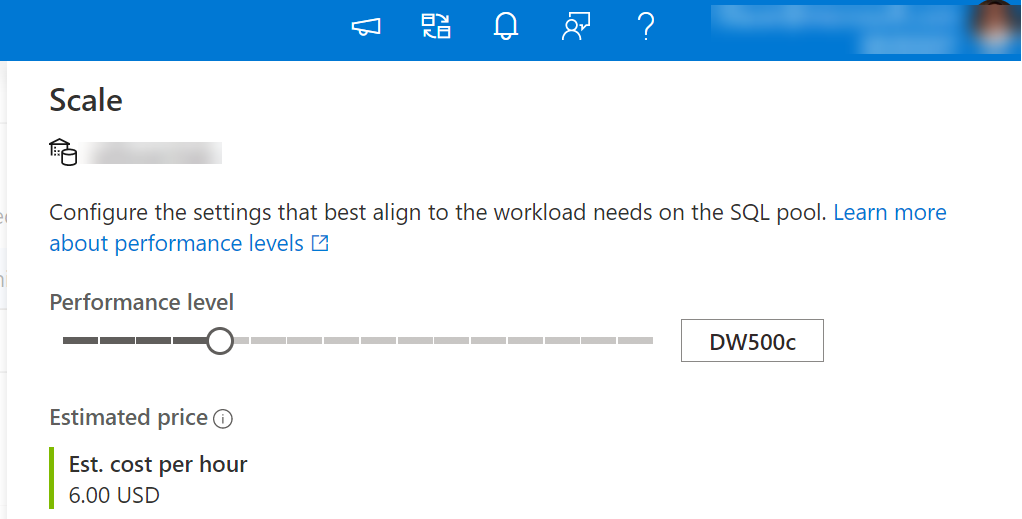 Scale
Configure the settings that best align to the workload needs on the SQL pool. Learn more
about performance levels
Performance level
DW500c
Estimated price
Est. cost per hour
6.00 USD